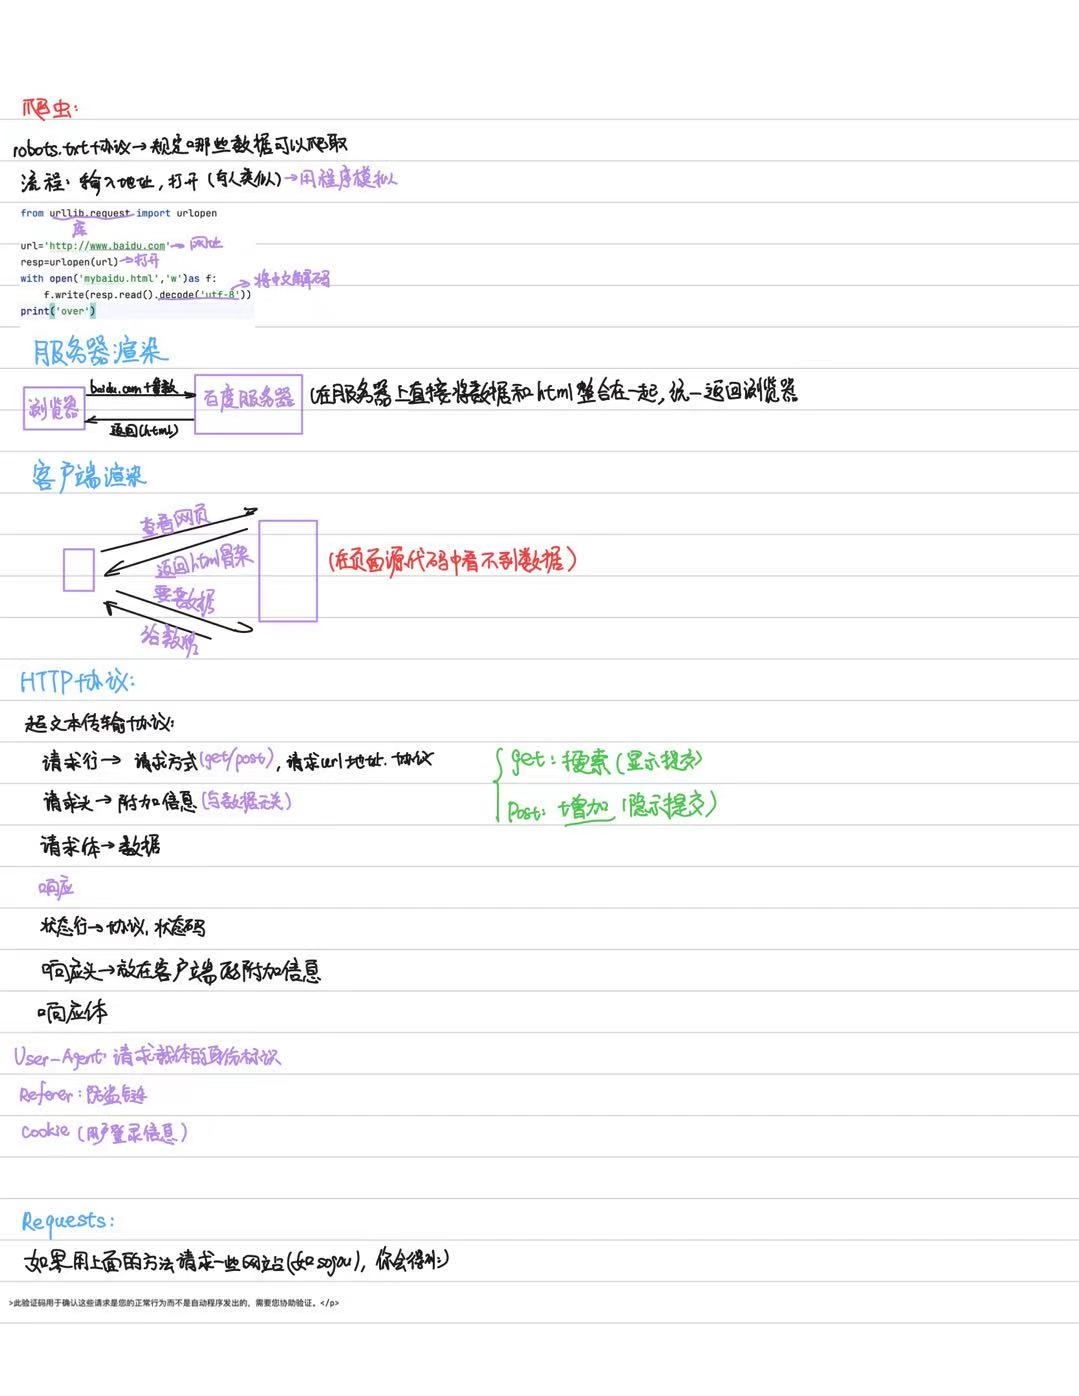 爬虫：
robots.txt协议→规定哪些数据可以爬取
流程：输入地址，打开（与人类似）→用程序模拟
from urllib.request import urlopen
库
url='http://www.baidu.com'→网址
resp=urlopen(url)→打开
with open('mybaidu.html','w')as f:
f.write(resp.read().decode('utf-8'))→将中文解码
print('over')
服务器渲染
浏览器 baidu.com+参数 百度服务器（在服务器上直接将数据和html整合在一起，统一返回浏览器
返回（html）
客户端渲染
查看网页
返回html骨架（在页面源代码中看不到数据）
要数据
给数据
HTTP协议：
超文本传输协议：
请求行→请求方式（get/post），请求url地址.协议
get：搜索（显示提交）
请求头→附加信息（与数据无关）
Post：增加（隐示提交）
请求体→数据
响应
状态行→协议，状态码
响应头→放在客户端的附加信息
响应体
User-Agent：请求载体的身份标识
Referer：防盗链
Cookie（用户登录信息）
Requests：
如果用上面的方法请求一些网站（如sogou），你会得到：）
>此验证码用于确认这些请求是您的正常行为而不是自动程序发出的，需要您协助验证。</p>